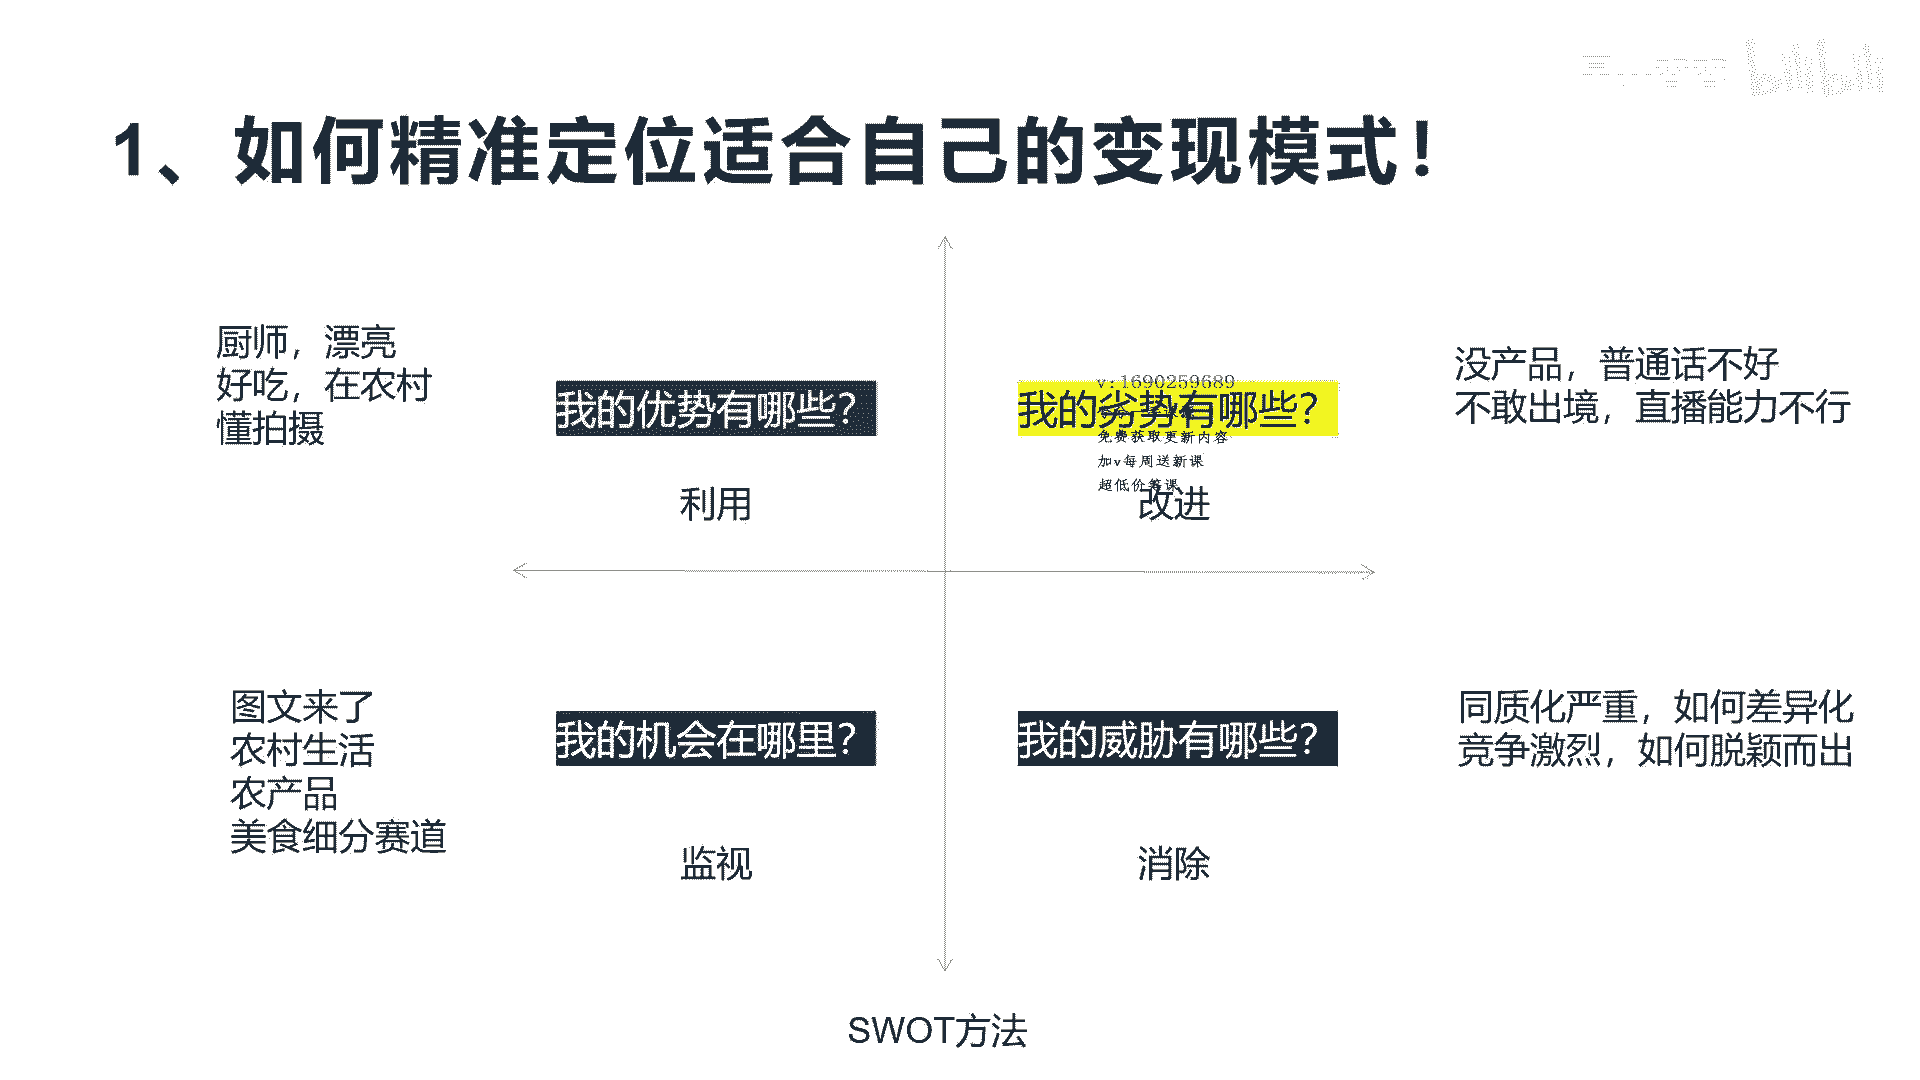 bilibili
1、如何精准定位适合自己的变现模式！
厨师，漂亮
好吃，在农村
懂拍摄
我的优势有哪些？
利用
v:1690259689
我的劣势有哪些？
免费获取更新内容
加v每周送新课
超低价筹课
改进
没产品，普通话不好
不敢出境，直播能力不行
图文来了
农村生活
农产品
美食细分赛道
我的机会在哪里？
监视
我的威胁有哪些？
消除
同质化严重，如何差异化
竞争激烈，如何脱颖而出
SWOT方法